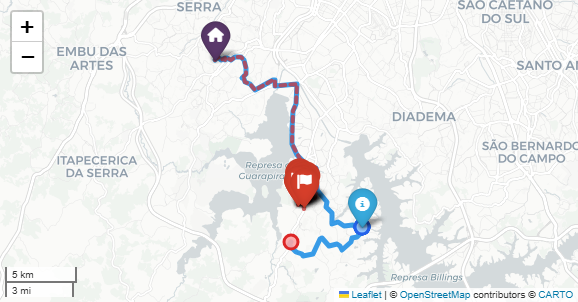 SERRA
SÃO CAETANO
DO SUL
+
−
EMBU DAS
ARTES
SANTO AN
DIADEMA
SÃO BERNARDO
DO CAMPO
ITAPECERICA
DA SERRA
Represa
Guarapira
Represa Billings
5 km
3 mi
Leaflet | © OpenStreetMap contributors © CARTO